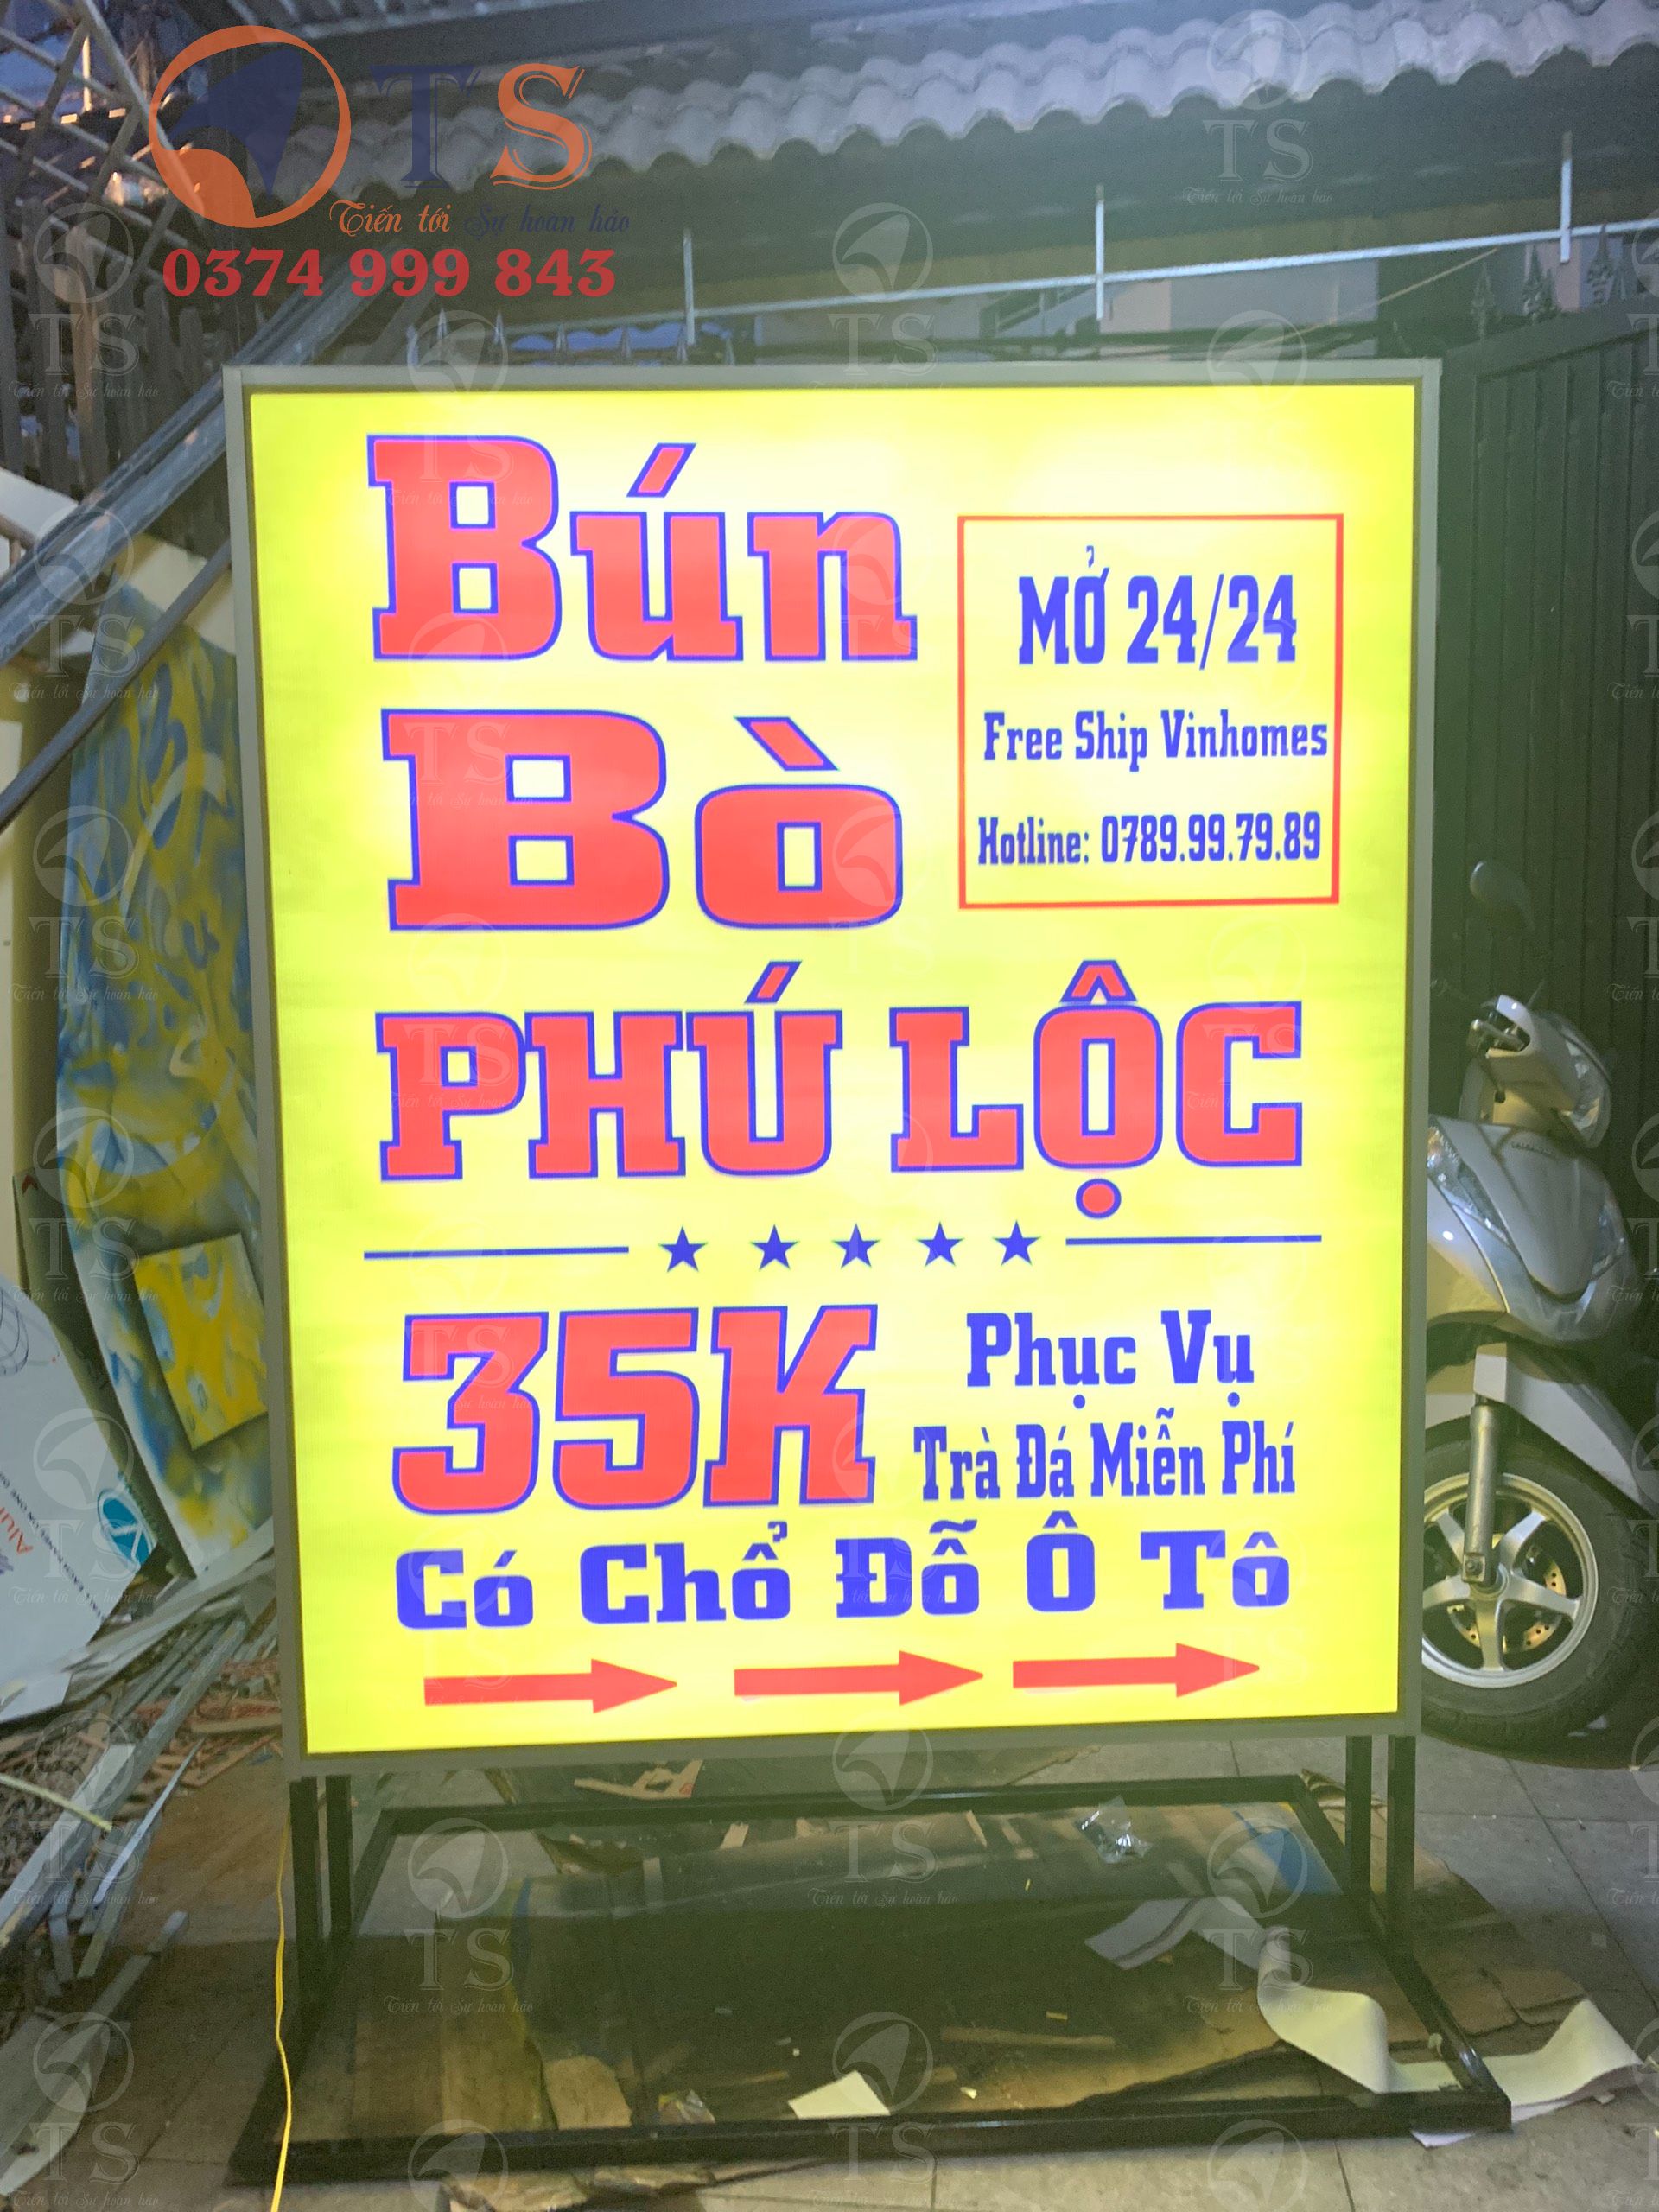 TS
Tiến tới Sự hoàn hảo
0374 999 843
Bún
Bò
MỞ 24/24
Free Ship Vinhomes
Hotline: 0789.99.79.89
PHÚ LỘC
35K
Phục Vụ
Trà Đá Miễn Phí
Có Chổ Đỗ Ô Tô